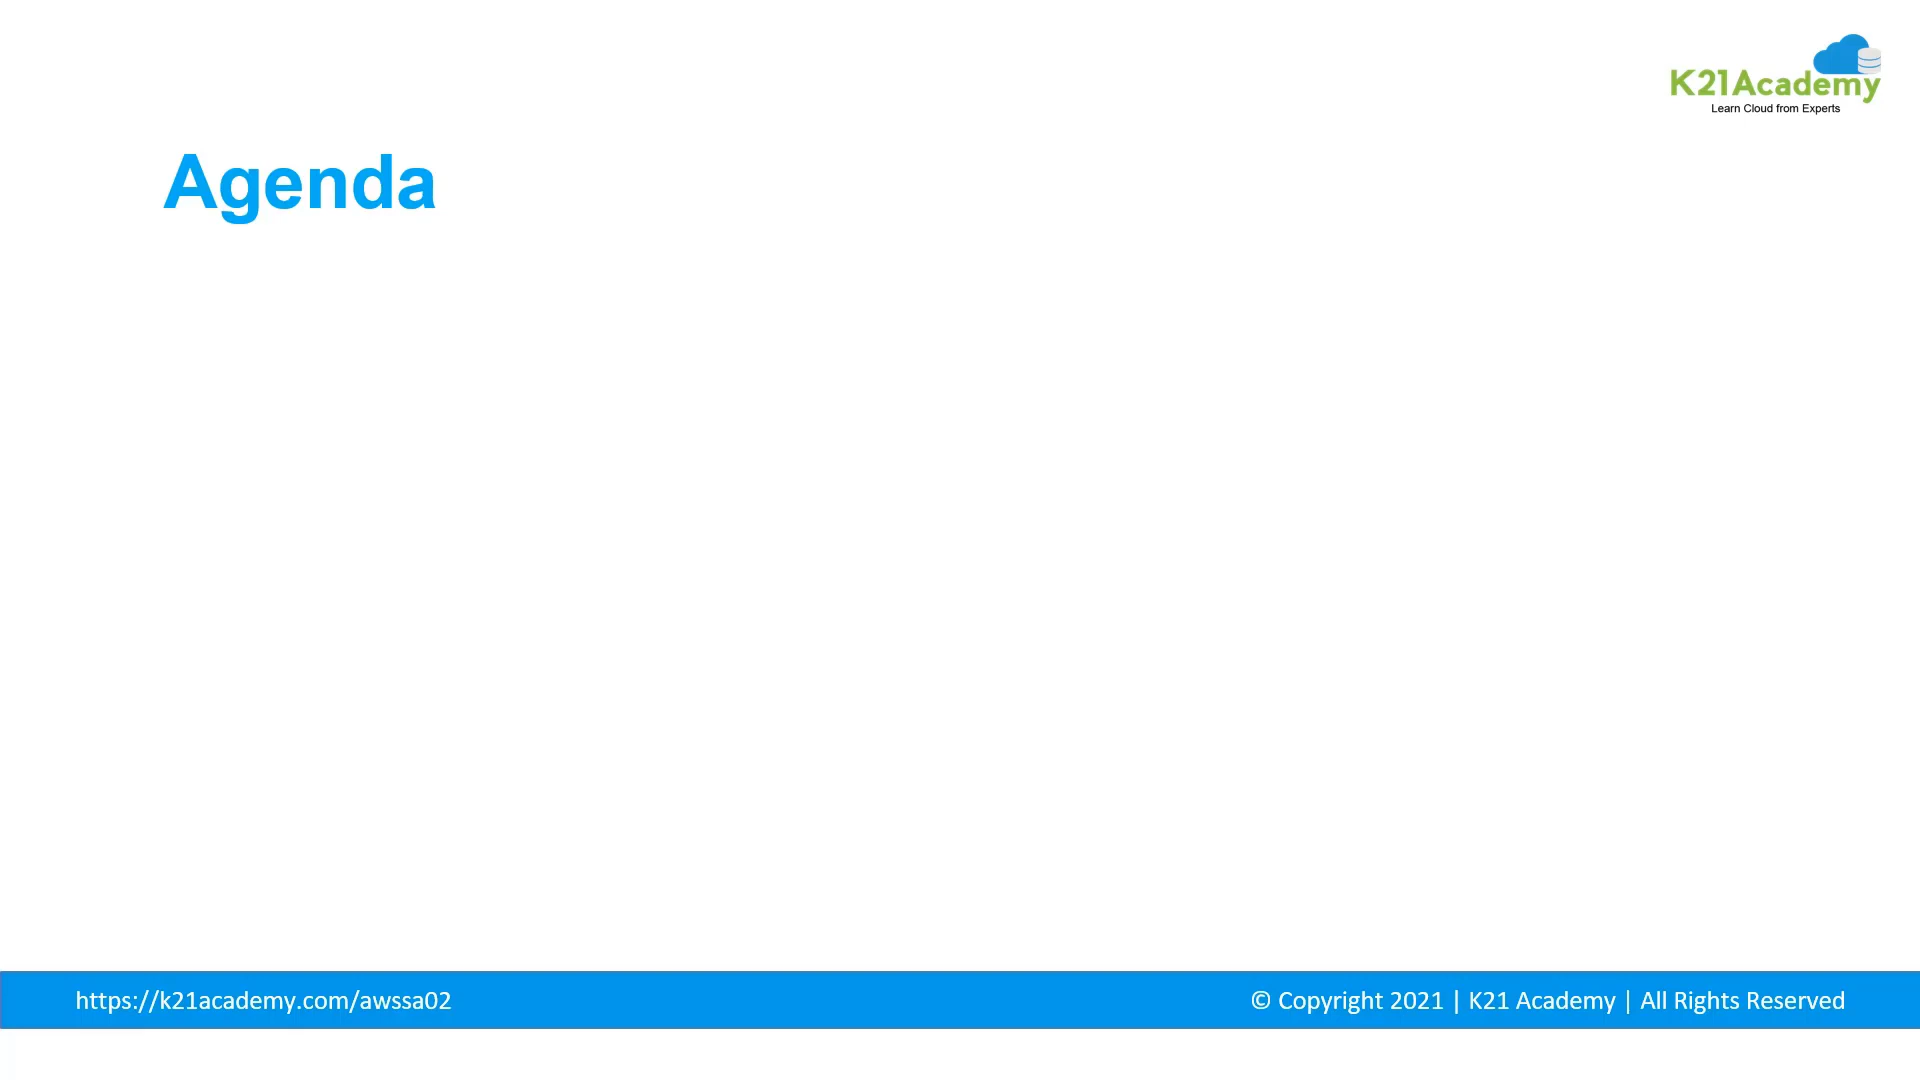 K21Academy
Learn Cloud from Experts
Agenda
https://k21academy.com/awssa02
© Copyright 2021 | K21 Academy | All Rights Reserved